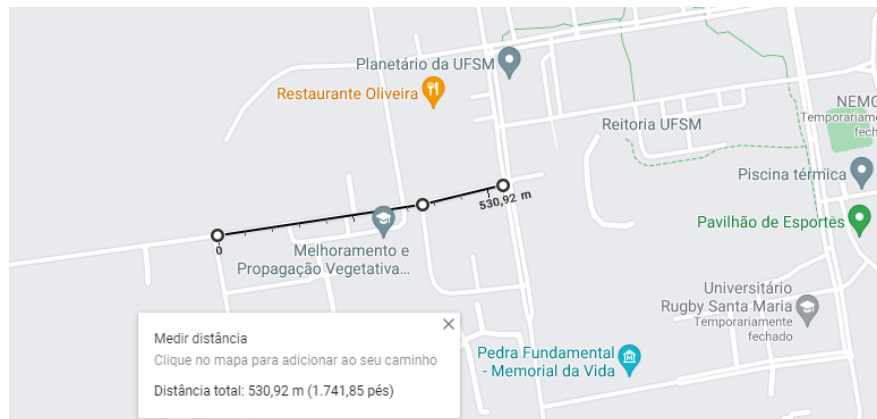 Planetário da UFSM
Restaurante Oliveira
NEMO
Temporariame
fech
Reitoria UFSM
Piscina térmica
530,92 m
Pavilhão de Esportes
0
Melhoramento e
Propagação Vegetativa...
Universitário
Rugby Santa Maria
Temporariamente
fechado
Pedra Fundamental
- Memorial da Vida
Medir distância
Clique no mapa para adicionar ao seu caminho
Distância total: 530,92 m (1.741,85 pés)